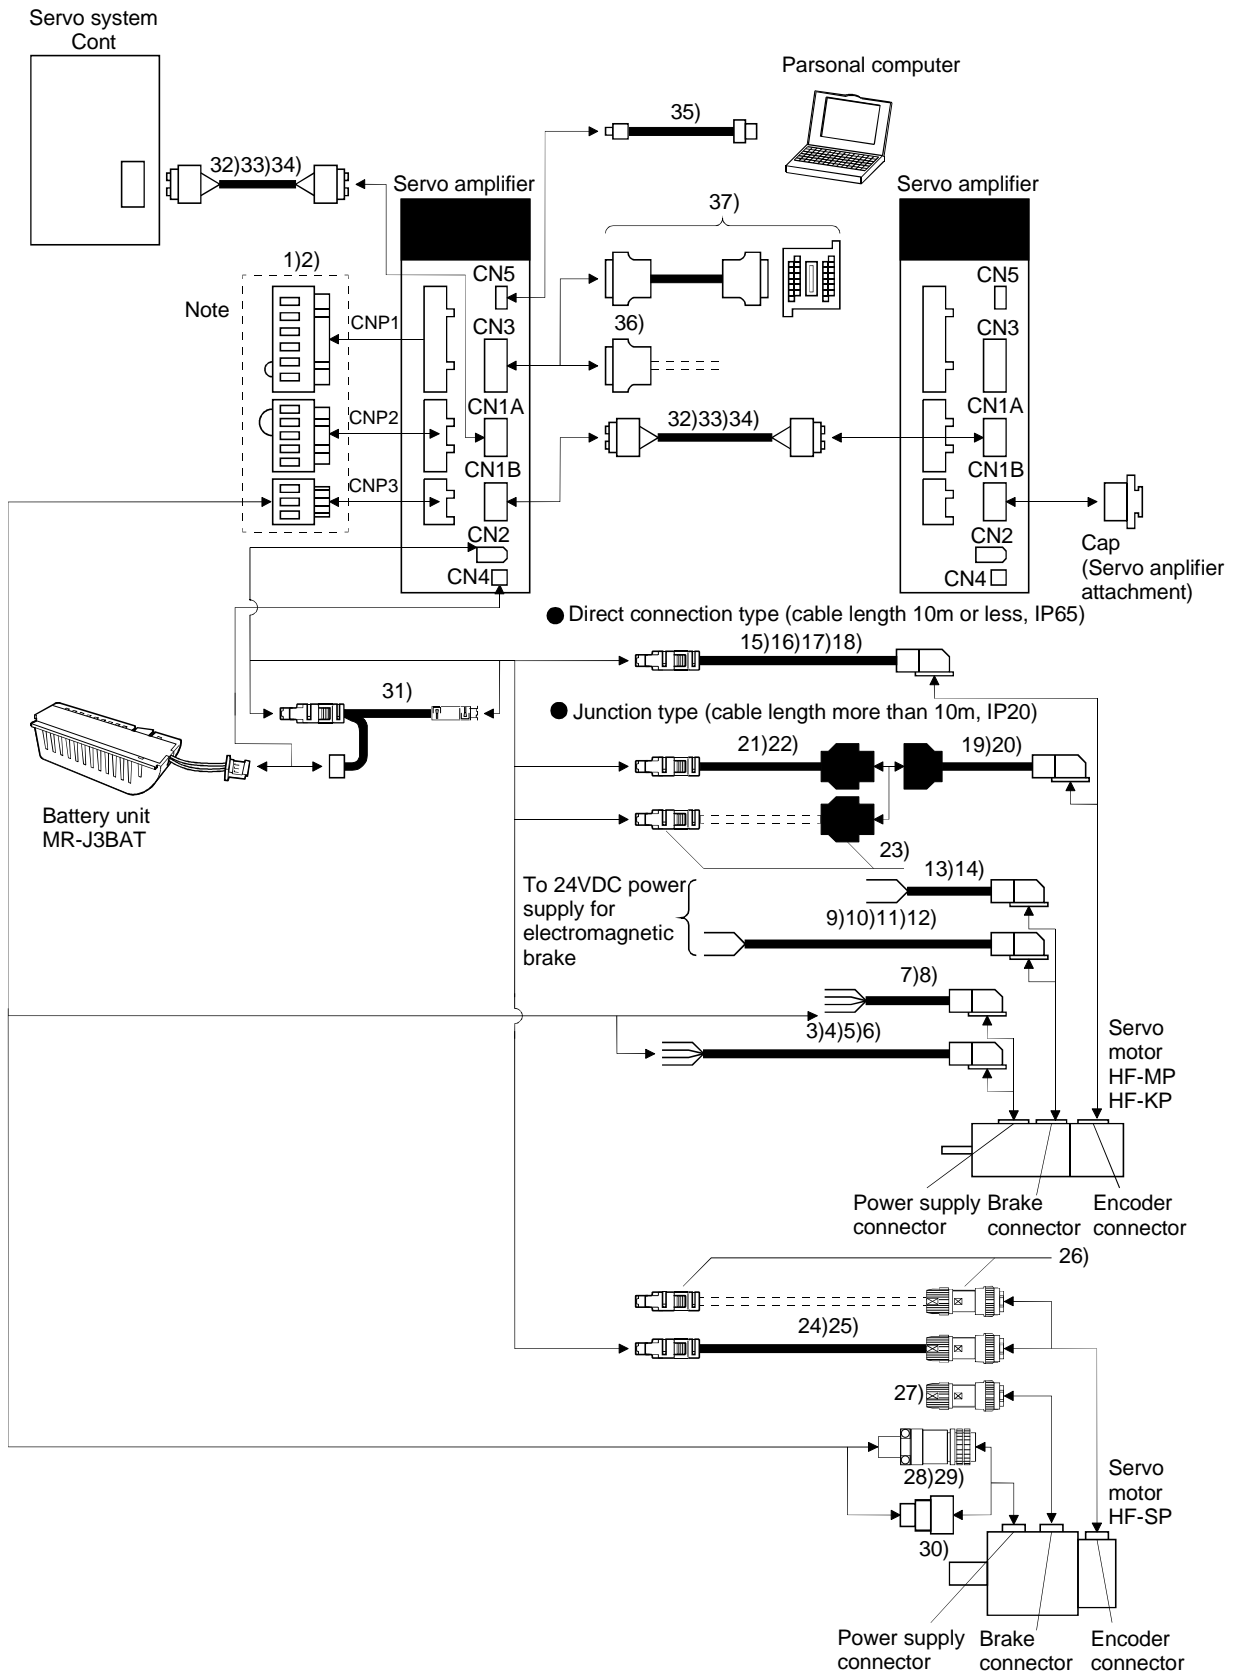 Servo system
Cont
Parsonal computer
35)
32)33)34)
Servo amplifier
Servo amplifier
37)
1)2)
Note
CN5
CN5
CNP1
CN3
36)
CN3
CN1A
CN1A
CNP2
32)33)34)
CN1B
CN1B
CNP3
CN2
CN2
CN4
CN4
Cap
(Servo anplifier
attachment)
● Direct connection type (cable length 10m or less, IP65)
15)16)17)18)
31)
● Junction type (cable length more than 10m, IP20)
21)22)
19)20)
Battery unit
MR-J3BAT
23)
To 24VDC power
supply for
electromagnetic
brake
13)14)
9)10)11)12)
7)8)
3)4)5)6)
Servo
motor
HF-MP
HF-KP
Power supply
connector
Brake
connector
Encoder
connector
26)
24)25)
27)
28)29)
30)
Servo
motor
HF-SP
Power supply
connector
Brake
connector
Encoder
connector